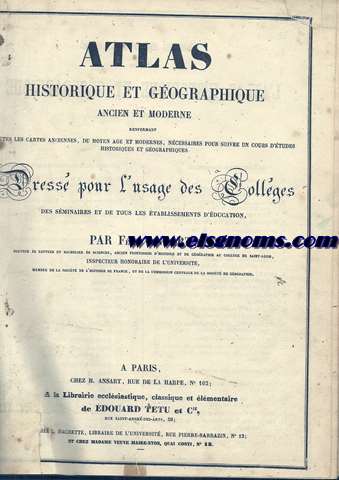 ATLAS
HISTORIQUE ET GÉOGRAPHIQUE
ANCIEN ET MODERNE
RENFERMANT
LES CARTES ANCIENNES, DU MOYEN AGE ET MODERNES, NÉCESSAIRES POUR SUIVRE UN COURS D'ÉTUDES
HISTORIQUES ET GÉOGRAPHIQUES
Dressé pour l'usage des Colléges
DES SÉMINAIRES ET DE TOUS LES ÉTABLISSEMENTS D'ÉDUCATION,
PAR
www.elsgnoms.com
DOCTEUR ÈS LETTRES ET BACHELIER ÈS SCIENCES, ANCIEN PROFESSEUR D'HISTOIRE ET DE GÉOGRAPHIE AU COLLÉGE DE SAINT-LOUIS,
INSPECTEUR HONORAIRE DE L'UNIVERSITÉ,
MEMBRE DE LA SOCIÉTÉ DE L'HISTOIRE DE FRANCE, ET DE LA COMMISSION CENTRALE DE LA SOCIÉTÉ DE GÉOGRAPHIE,
A PARIS,
CHEZ H. ANSART, RUE DE LA HARPE, Nº 102;
A la Librairie ecclésiastique, classique et élémentaire
de EDOUARD TETU et Cie,
RUE SAINT-ANDRÉ-DES-ARTS, 58;
HACHETTE, LIBRAIRE DE L'UNIVERSITÉ, RUE PIERRE-SARRAZIN, Nº 12;
ET CHEZ MADAME VEUVE MAIRE-NYON, QUAI CONTI, Nº 13.